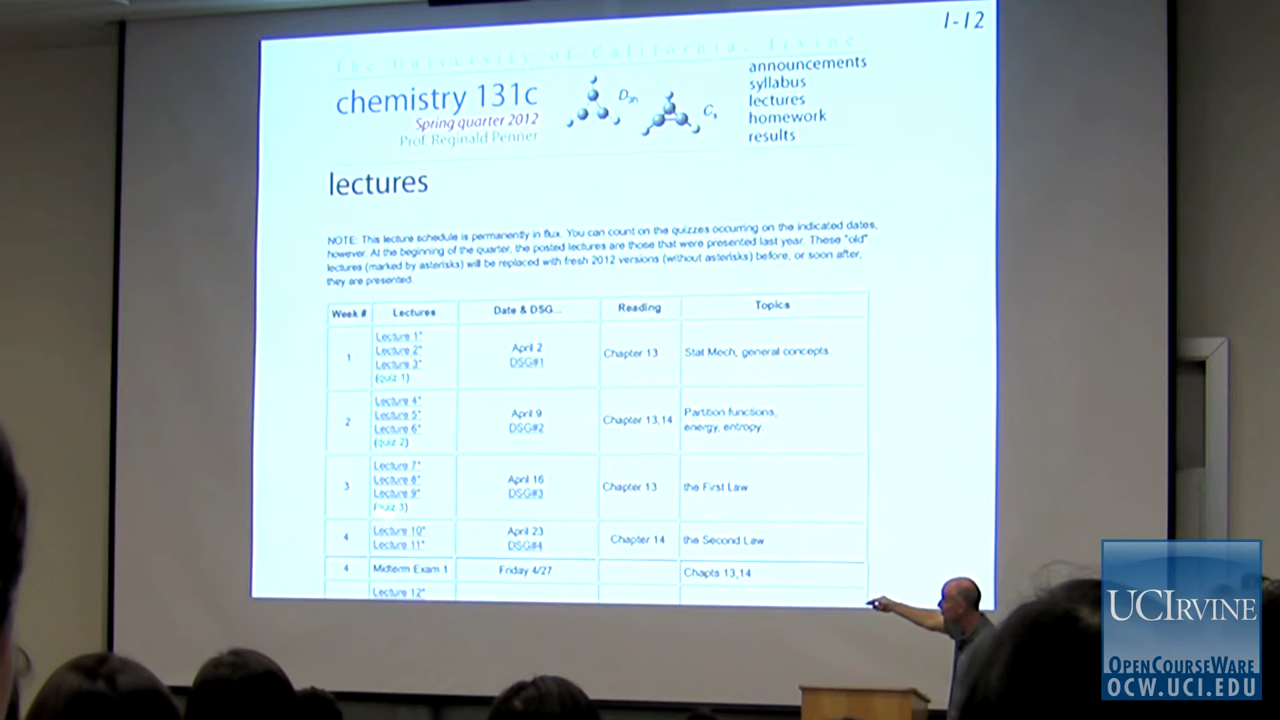 1-12
The University of California, Irvine
chemistry 131c
Spring quarter 2012
Prof. Reginald Penner
D3h
Cs
announcements
syllabus
lectures
homework
results
lectures
NOTE: This lecture schedule is permanently in flux. You can count on the quizzes occurring on the indicated dates,
however. At the beginning of the quarter, the posted lectures are those that were presented last year. These "old"
lectures (marked by asterisks) will be replaced with fresh 2012 versions (without asterisks) before, or soon after,
they are presented.
Week # Lectures Date & DSG... Reading Topics
1
Lecture 1*
Lecture 2*
Lecture 3*
(quiz 1)
April 2
DSG#1
Chapter 13
Stat Mech, general concepts
2
Lecture 4*
Lecture 5*
Lecture 6*
(quiz 2)
April 9
DSG#2
Chapter 13,14
Partition functions,
energy, entropy
3
Lecture 7*
Lecture 8*
Lecture 9*
(quiz 3)
April 16
DSG#3
Chapter 13
the First Law
4
Lecture 10*
Lecture 11*
April 23
DSG#4
Chapter 14
the Second Law
4 Midterm Exam 1 Friday 4/27 Chapts 13,14
Lecture 12*
UCIRVINE
OPENCOURSEWARE
OCW.UCI.EDU